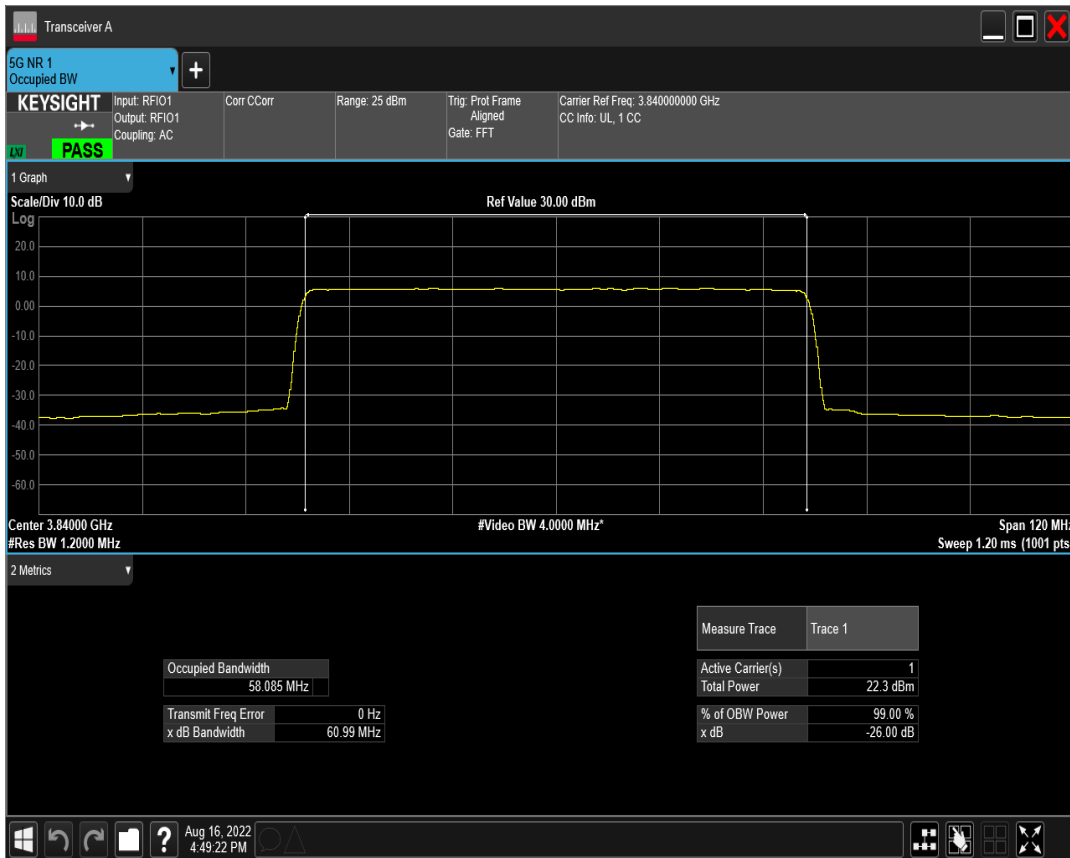 Transceiver A
5G NR 1
Occupied BW
+
KEYSIGHT
LXI
PASS
Input: RFIO1
Output: RFIO1
Coupling: AC
Corr CCorr
Range: 25 dBm
Trig: Prot Frame
Aligned
Gate: FFT
Carrier Ref Freq: 3.840000000 GHz
CC Info: UL, 1 CC
1 Graph
Scale/Div 10.0 dB
Ref Value 30.00 dBm
Log
20.0
10.0
0.00
-10.0
-20.0
-30.0
-40.0
-50.0
-60.0
Center 3.84000 GHz
#Video BW 4.0000 MHz*
Span 120 MHz
#Res BW 1.2000 MHz
Sweep 1.20 ms (1001 pts
2 Metrics
Measure Trace Trace 1
Occupied Bandwidth
58.085 MHz
Active Carrier(s) 1
Total Power 22.3 dBm
Transmit Freq Error 0 Hz
x dB Bandwidth 60.99 MHz
% of OBW Power 99.00 %
x dB -26.00 dB
?
Aug 16, 2022
4:49:22 PM